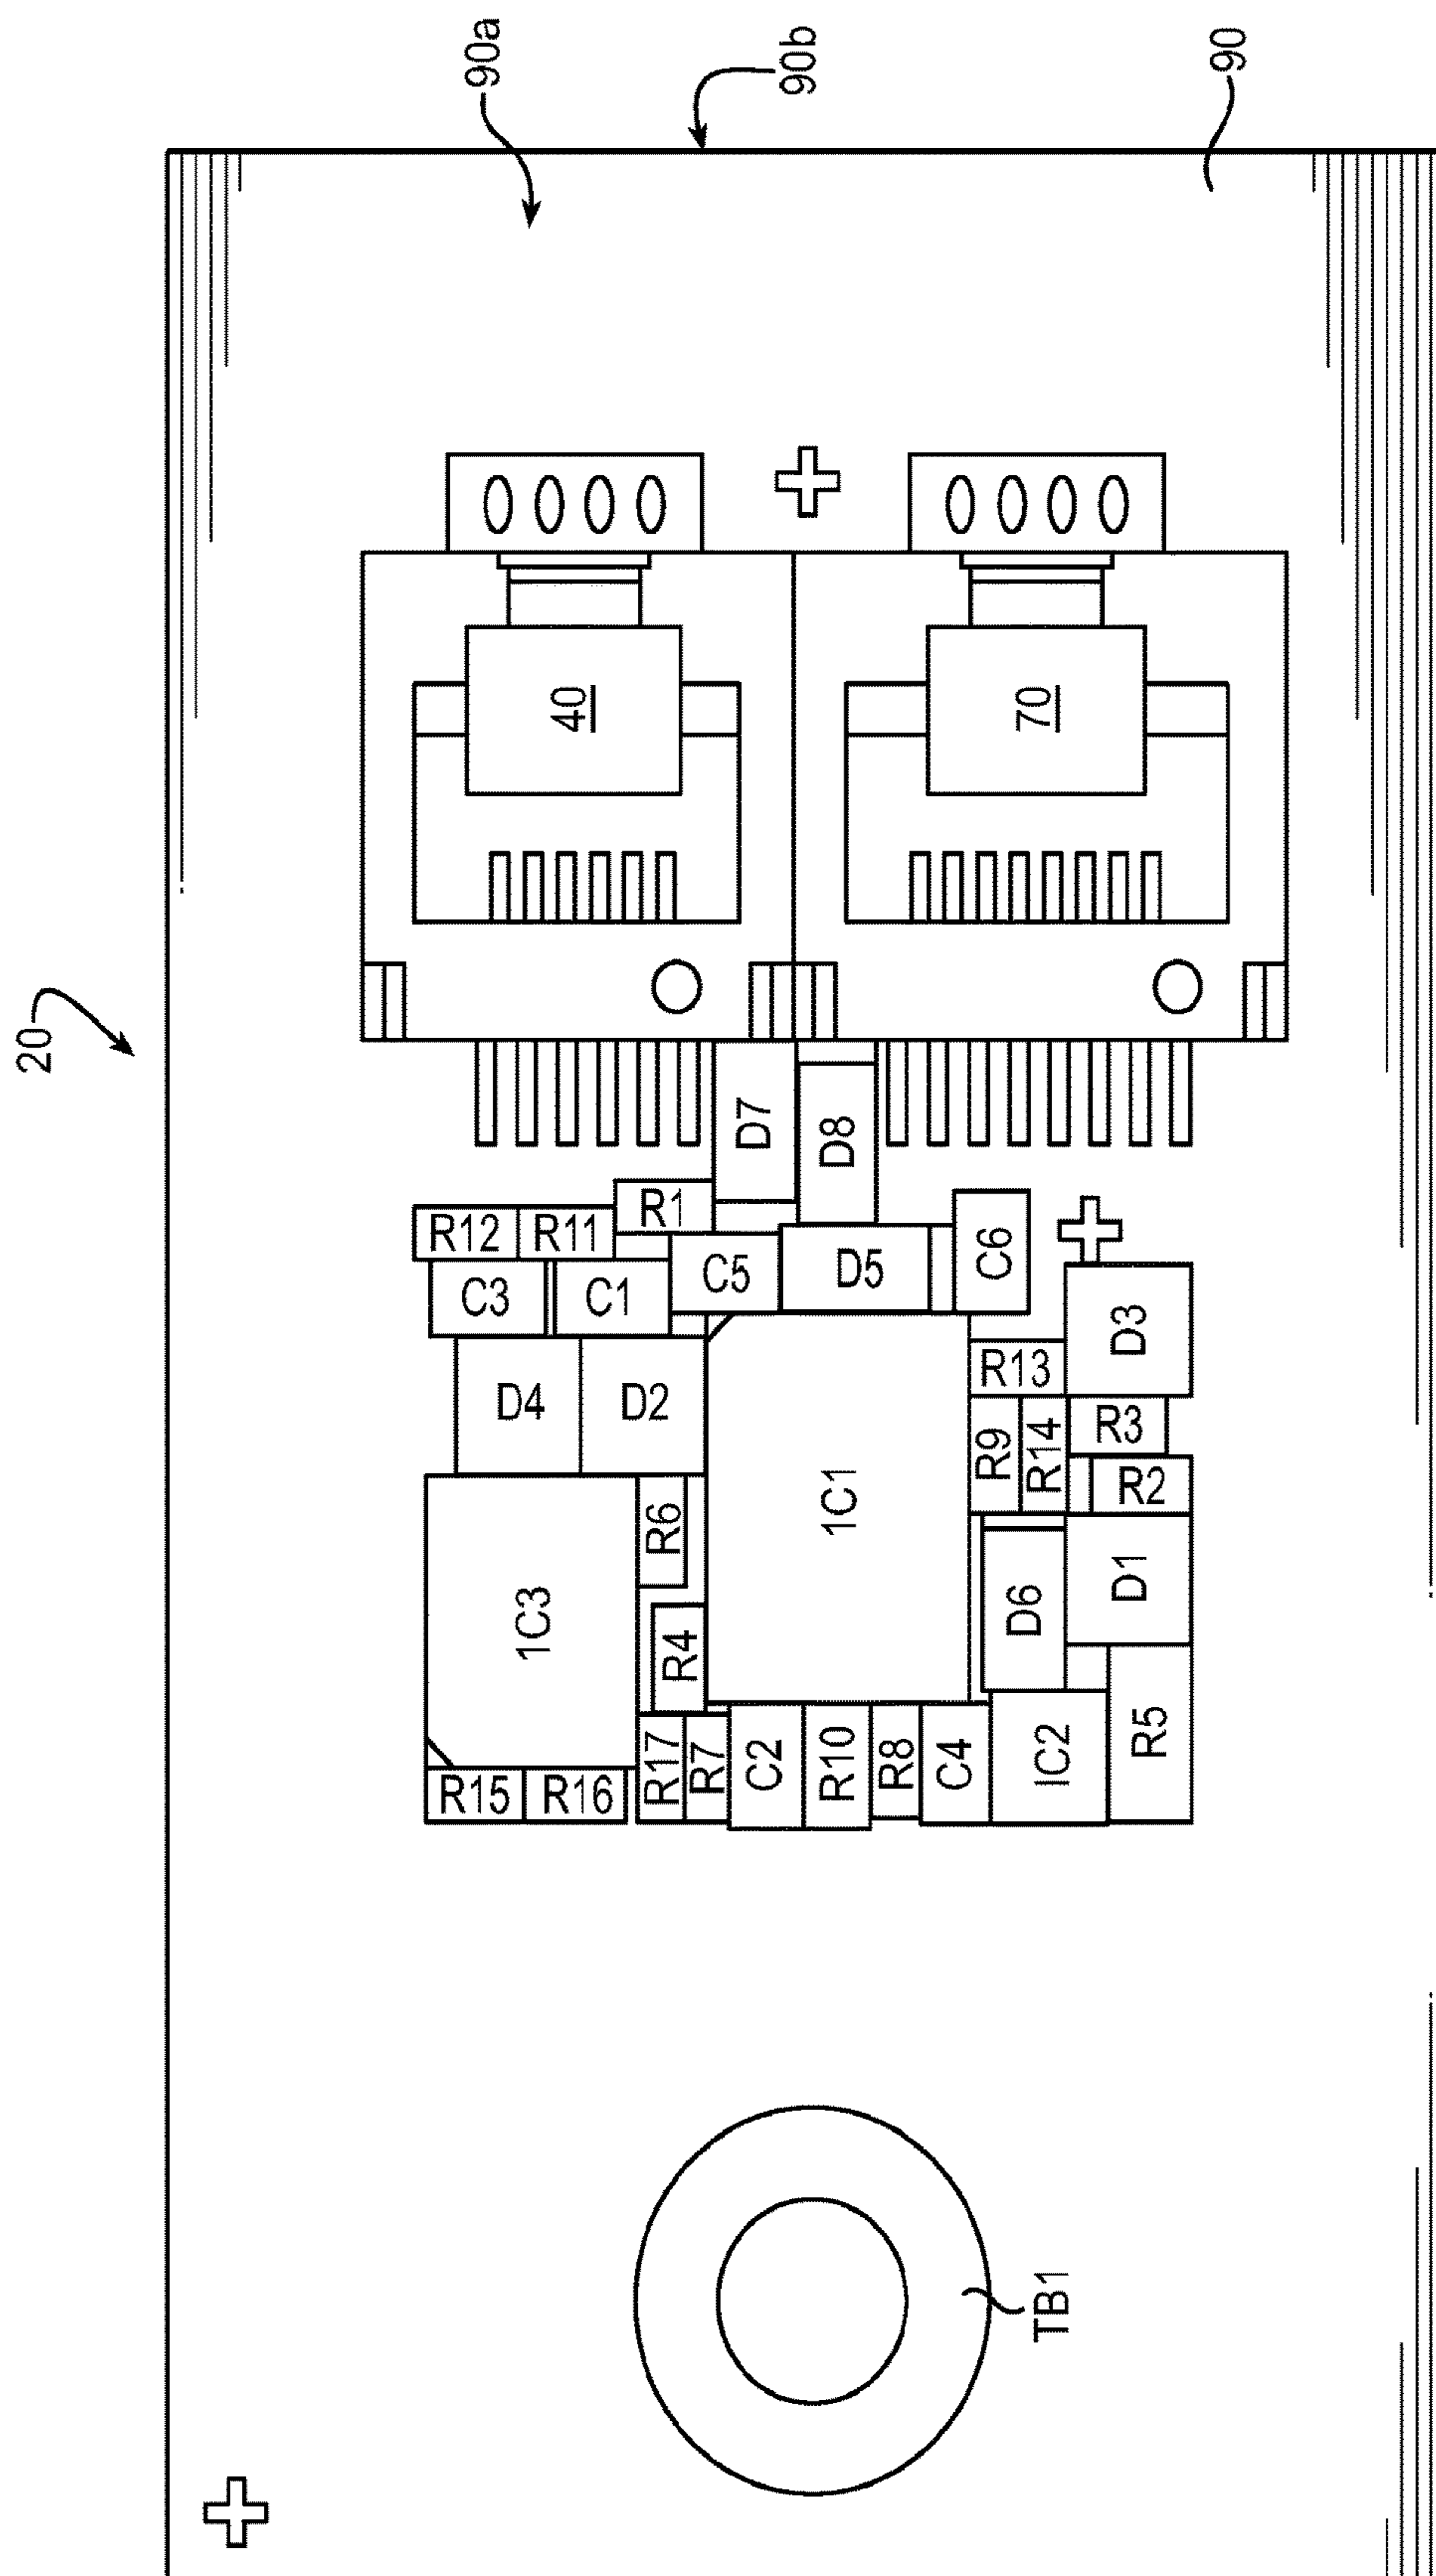 90a
90b
90
20
40
70
D7
D8
R1
R12
R11
C3
C1
C5
D5
C6
D3
R13
D4
D2
R9
R14
R3
R2
1C1
R6
1C3
R4
D6
D1
R15
R16
R17
R7
C2
R10
R8
C4
IC2
R5
TB1